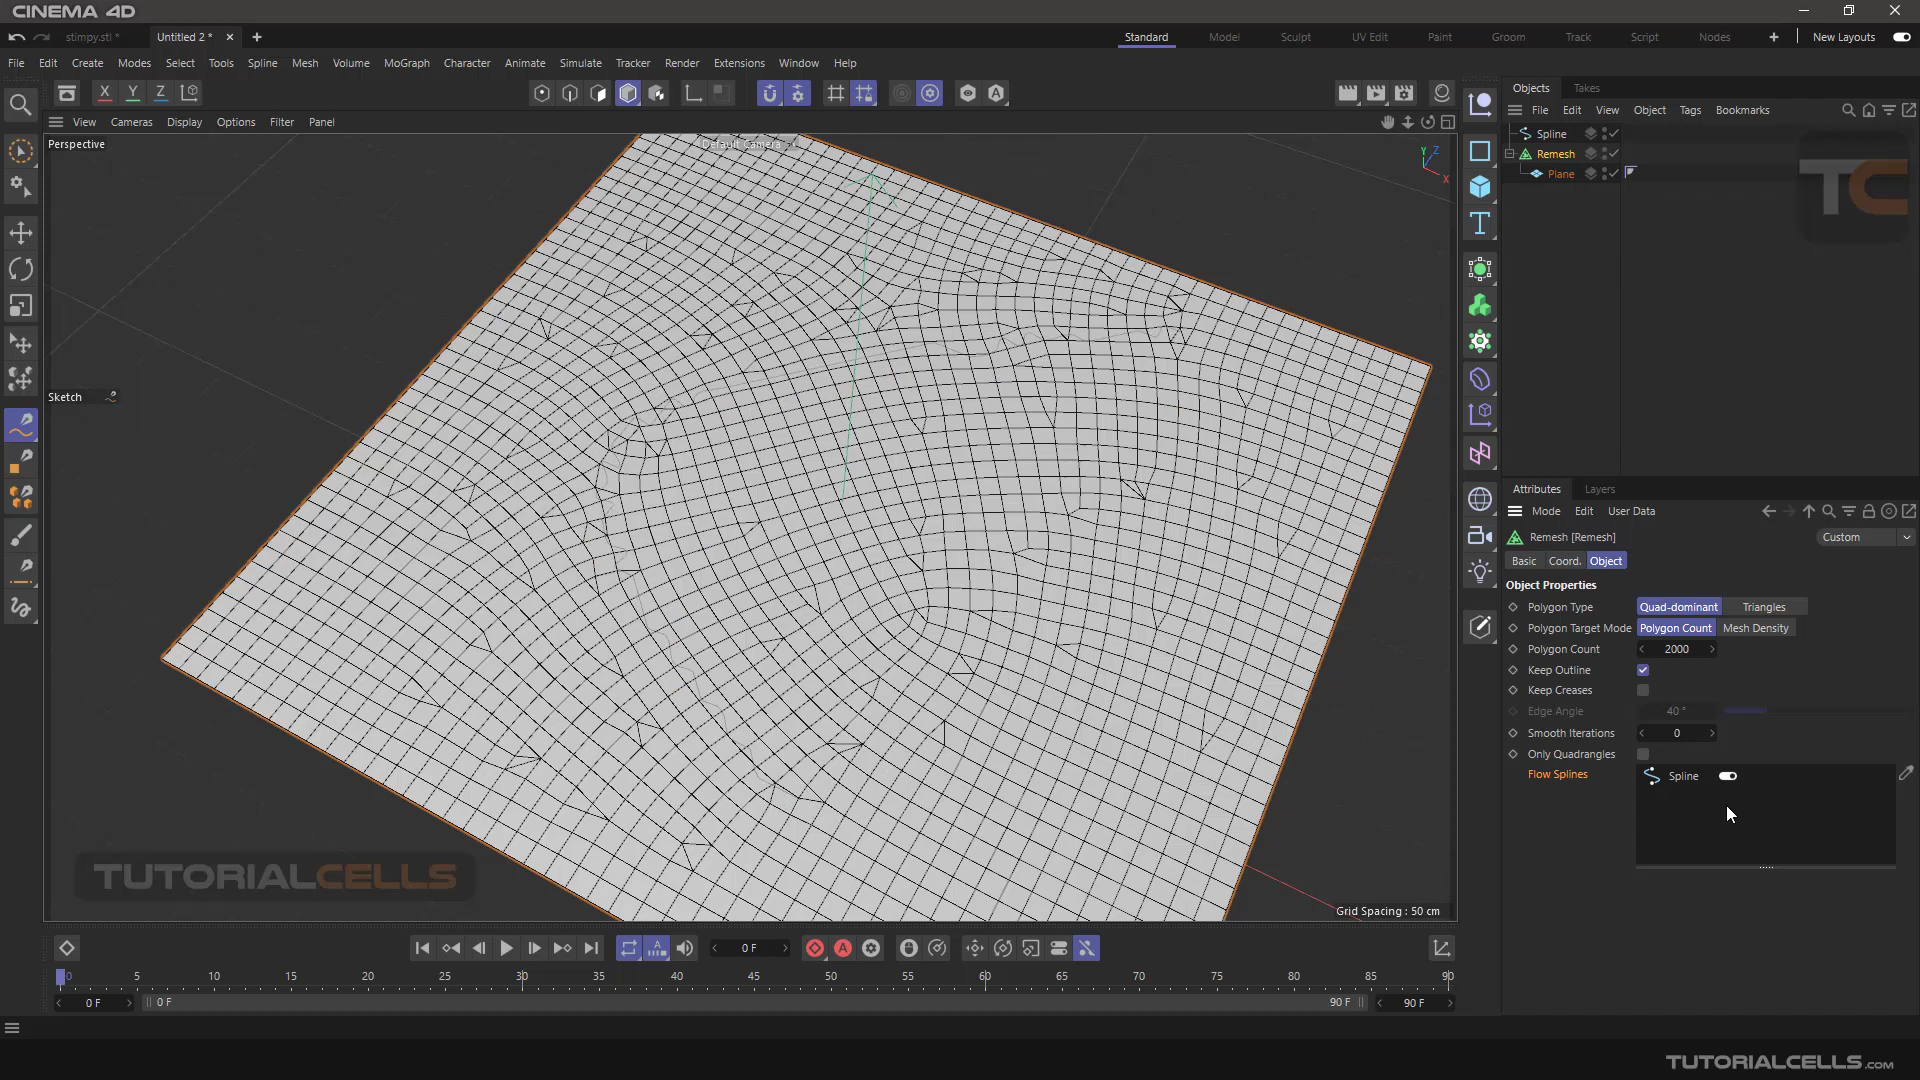 CINEMA 4D
stimpy.stl *
Untitled 2 *
Standard
Model
Sculpt
UV Edit
Paint
Groom
Track
Script
Nodes
New Layouts
File Edit Create Modes Select Tools Spline Mesh Volume MoGraph Character Animate Simulate Tracker Render Extensions Window Help
X Y Z
Objects Takes
File Edit View Object Tags Bookmarks
View Cameras Display Options Filter Panel
Perspective
Default Camera
Y Z X
Spline
Remesh
Plane
TC
Sketch
Attributes Layers
Mode Edit User Data
Remesh [Remesh]
Custom
Basic Coord. Object
Object Properties
Polygon Type Quad-dominant Triangles
Polygon Target Mode Polygon Count Mesh Density
Polygon Count 2000
Keep Outline
Keep Creases
Edge Angle 40 °
Smooth Iterations 0
Only Quadrangles
Flow Splines Spline
TUTORIALCELLS
Grid Spacing : 50 cm
0 F
0 5 10 15 20 25 30 35 40 45 50 55 60 65 70 75 80 85 90
0 F 0 F 90 F 90 F
TUTORIALCELLS.COM